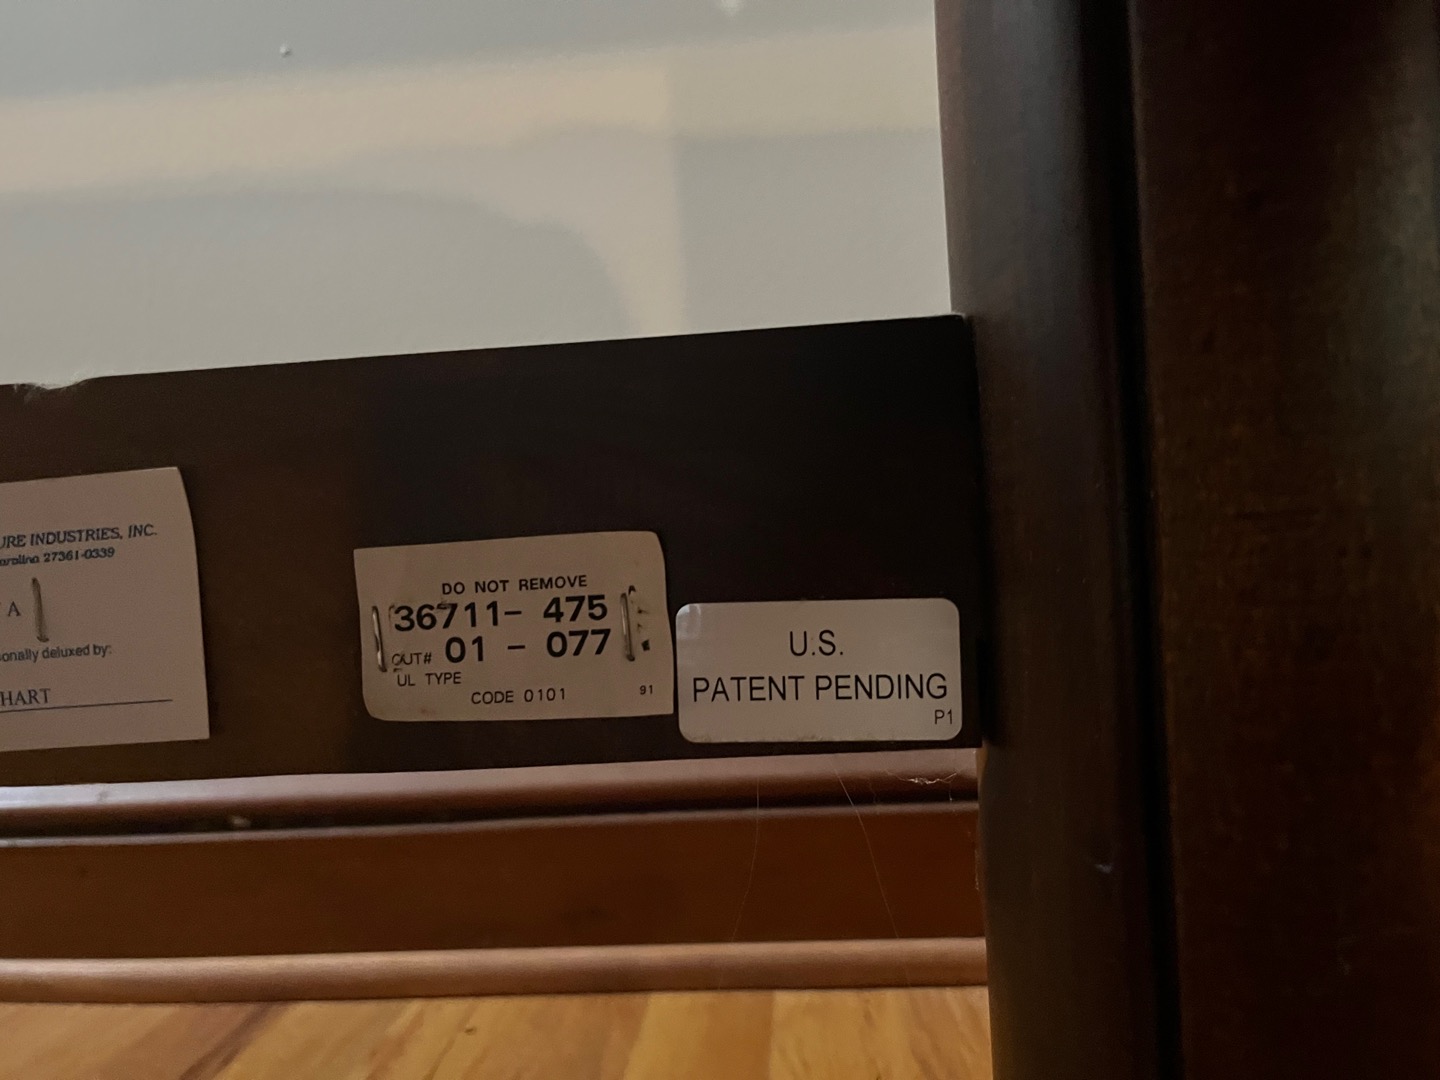 URE INDUSTRIES, INC.
arolina 27361-0339
A
onally deluxed by:
HART
DO NOT REMOVE
36711- 475
CUT# 01 - 077
UL TYPE
CODE 0101 91
U.S.
PATENT PENDING
P1